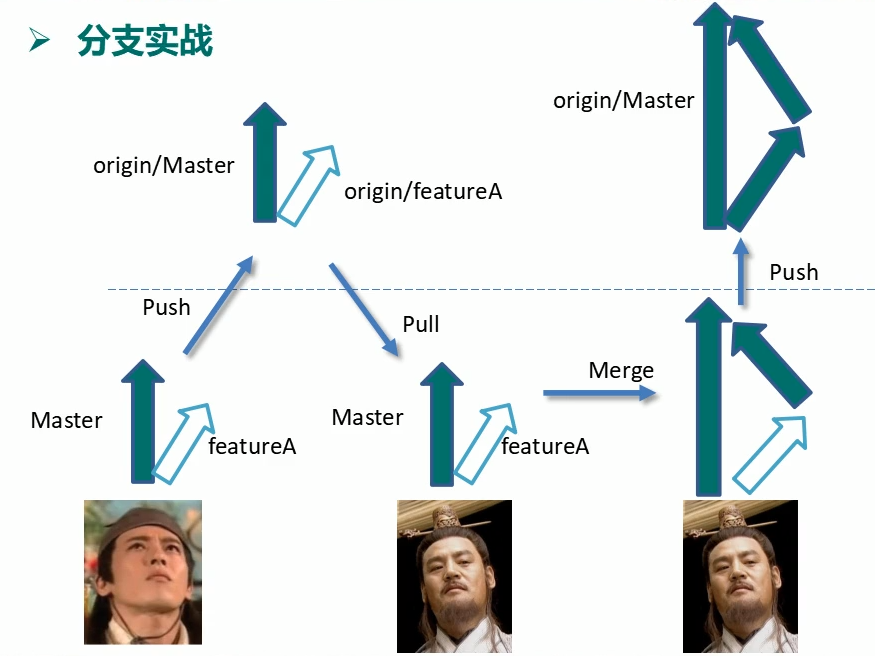 分支实战
origin/Master
origin/Master
origin/featureA
Push
Push
Pull
Merge
Master
featureA
Master
featureA